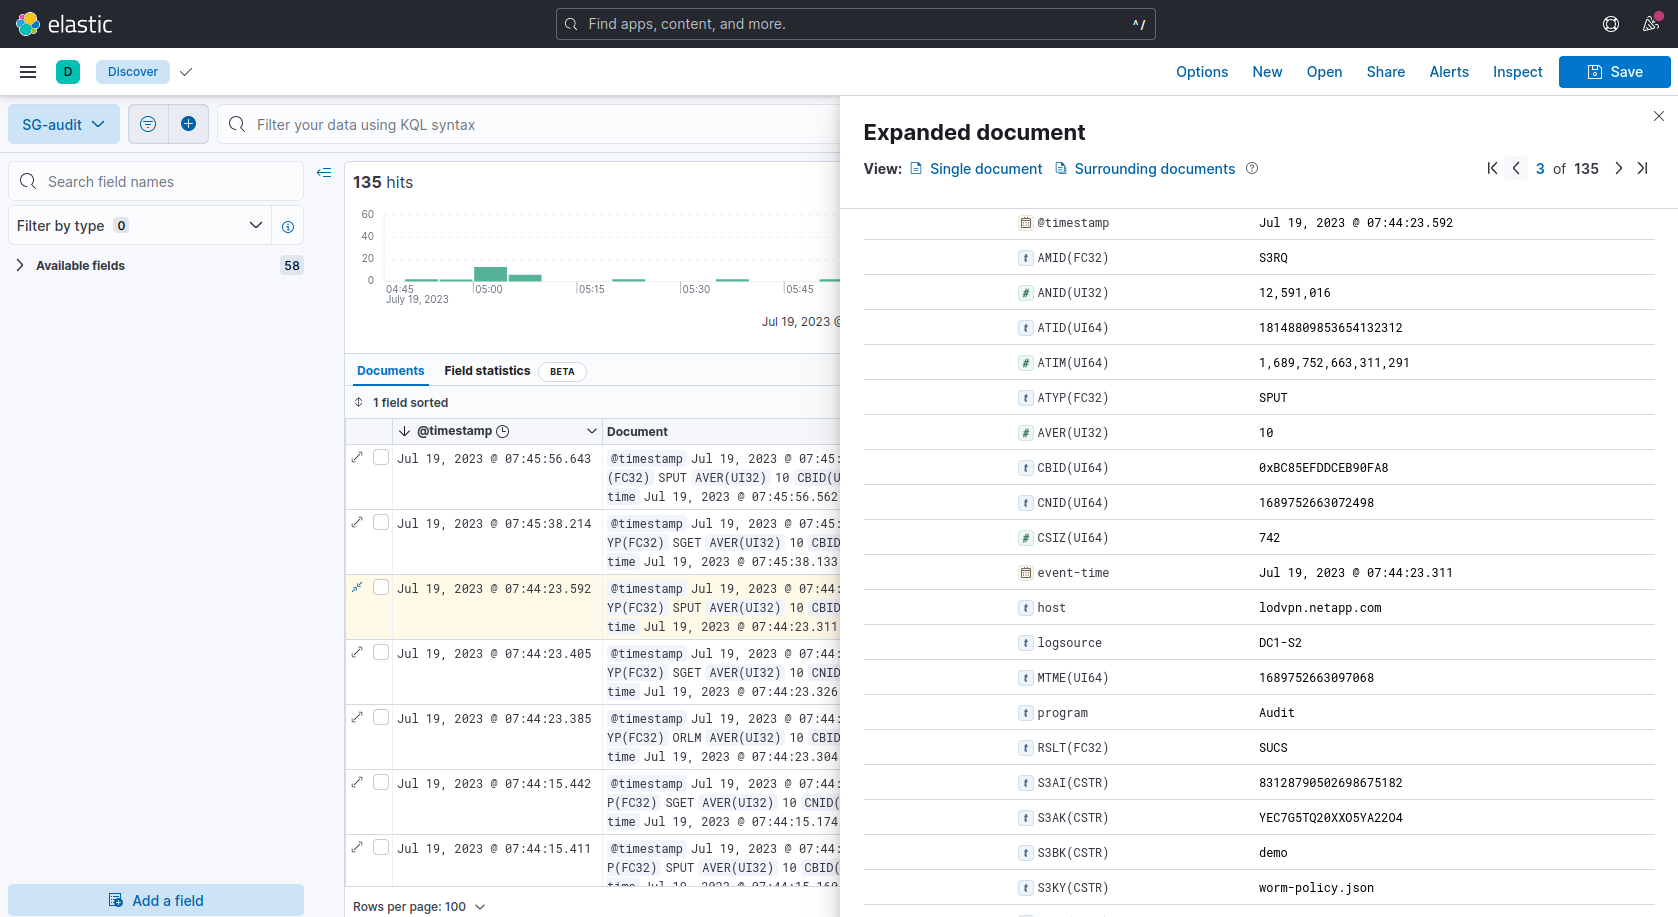 elastic
Find apps, content, and more.
^/
D
Discover
Options
New
Open
Share
Alerts
Inspect
Save
SG-audit
Filter your data using KQL syntax
Search field names
Filter by type 0
Available fields
58
Add a field
135 hits
60
40
20
0
04:45
July 19, 2023
05:00
05:15
05:30
05:45
Jul 19, 2023 @
Documents
Field statistics
BETA
1 field sorted
@timestamp
Document
Jul 19, 2023 @ 07:45:56.643
@timestamp Jul 19, 2023 @ 07:45:
(FC32) SPUT AVER(UI32) 10 CBID(U
time Jul 19, 2023 @ 07:45:56.562
Jul 19, 2023 @ 07:45:38.214
@timestamp Jul 19, 2023 @ 07:45:
YP(FC32) SGET AVER(UI32) 10 CBID
time Jul 19, 2023 @ 07:45:38.133
Jul 19, 2023 @ 07:44:23.592
@timestamp Jul 19, 2023 @ 07:44:
YP(FC32) SPUT AVER(UI32) 10 CBID
time Jul 19, 2023 @ 07:44:23.311
Jul 19, 2023 @ 07:44:23.405
@timestamp Jul 19, 2023 @ 07:44:
YP(FC32) SGET AVER(UI32) 10 CNID
time Jul 19, 2023 @ 07:44:23.326
Jul 19, 2023 @ 07:44:23.385
@timestamp Jul 19, 2023 @ 07:44:
YP(FC32) ORLM AVER(UI32) 10 CBID
time Jul 19, 2023 @ 07:44:23.304
Jul 19, 2023 @ 07:44:15.442
@timestamp Jul 19, 2023 @ 07:44:
P(FC32) SGET AVER(UI32) 10 CNID(
time Jul 19, 2023 @ 07:44:15.174
Jul 19, 2023 @ 07:44:15.411
@timestamp Jul 19, 2023 @ 07:44:
P(FC32) SPUT AVER(UI32) 10 CBID(
Rows per page: 100
Expanded document
View: Single document Surrounding documents
3 of 135
@timestamp Jul 19, 2023 @ 07:44:23.592
t AMID(FC32) S3RQ
# ANID(UI32) 12,591,016
t ATID(UI64) 18148809853654132312
# ATIM(UI64) 1,689,752,663,311,291
t ATYP(FC32) SPUT
# AVER(UI32) 10
t CBID(UI64) 0xBC85EFDDCEB90FA8
t CNID(UI64) 1689752663072498
# CSIZ(UI64) 742
event-time Jul 19, 2023 @ 07:44:23.311
t host lodvpn.netapp.com
t logsource DC1-S2
t MTME(UI64) 1689752663097068
t program Audit
t RSLT(FC32) SUCS
t S3AI(CSTR) 83128790502698675182
t S3AK(CSTR) YEC7G5TQ20XXO5YA22O4
t S3BK(CSTR) demo
t S3KY(CSTR) worm-policy.json